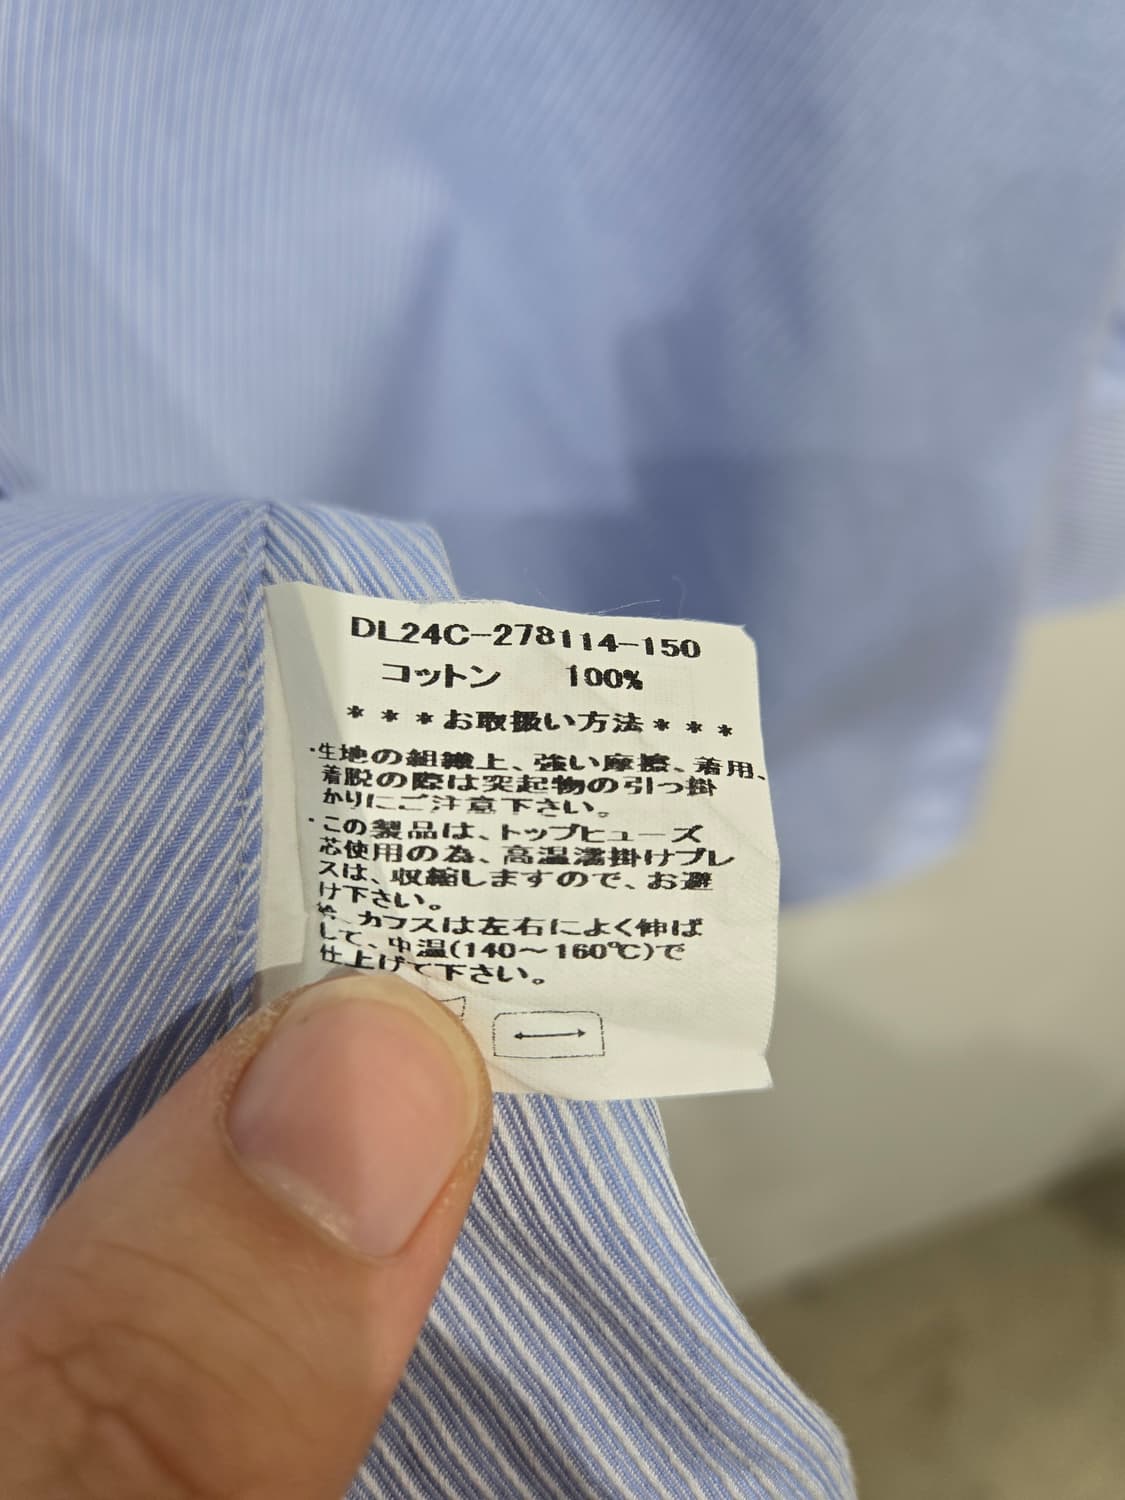 DL24C-278114-150
コットン 100%
***お取扱い方法***
・生地の組織上、強い摩擦、着用、
着脱の際は突起物の引っ掛
かりにご注意下さい。
・この製品は、トップヒューズ
芯使用の為、高温濡掛けプレ
スは、収縮しますので、お避
け下さい。
衿、カフスは左右によく伸ば
して、中温(140～160℃)で
仕上げて下さい。